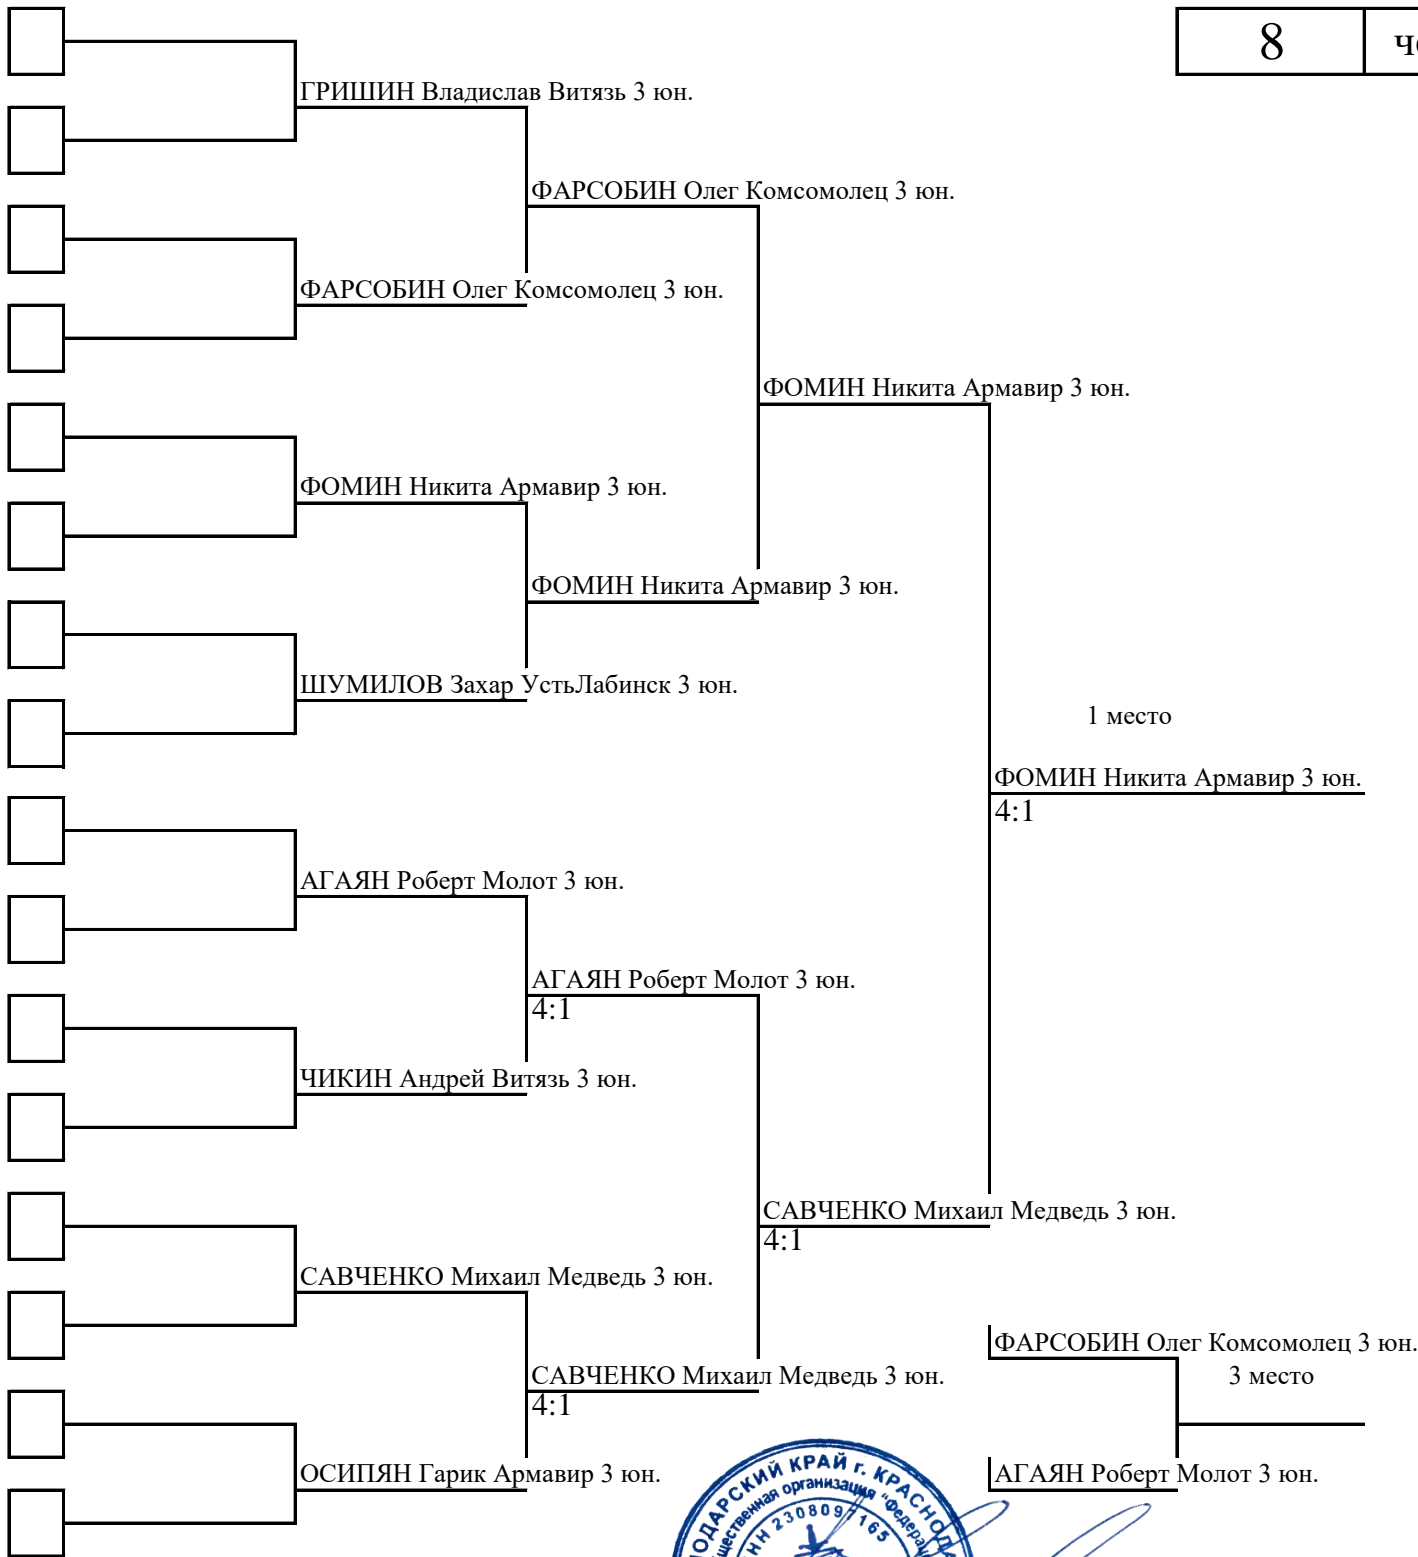 8
ГРИШИН Владислав Витязь 3 юн.
ФАРСОБИН Олег Комсомолец 3 юн.
ФАРСОБИН Олег Комсомолец 3 юн.
ФОМИН Никита Армавир 3 юн.
ФОМИН Никита Армавир 3 юн.
ФОМИН Никита Армавир 3 юн.
ШУМИЛОВ Захар УстьЛабинск 3 юн.
1 место
ФОМИН Никита Армавир 3 юн.
4:1
АГАЯН Роберт Молот 3 юн.
АГАЯН Роберт Молот 3 юн.
4:1
ЧИКИН Андрей Витязь 3 юн.
САВЧЕНКО Михаил Медведь 3 юн.
4:1
САВЧЕНКО Михаил Медведь 3 юн.
ФАРСОБИН Олег Комсомолец 3 юн.
САВЧЕНКО Михаил Медведь 3 юн.
3 место
4:1
ОСИПЯН Гарик Армавир 3 юн.
АГАЯН Роберт Молот 3 юн.
КРАЙ г.
организация
2308097165